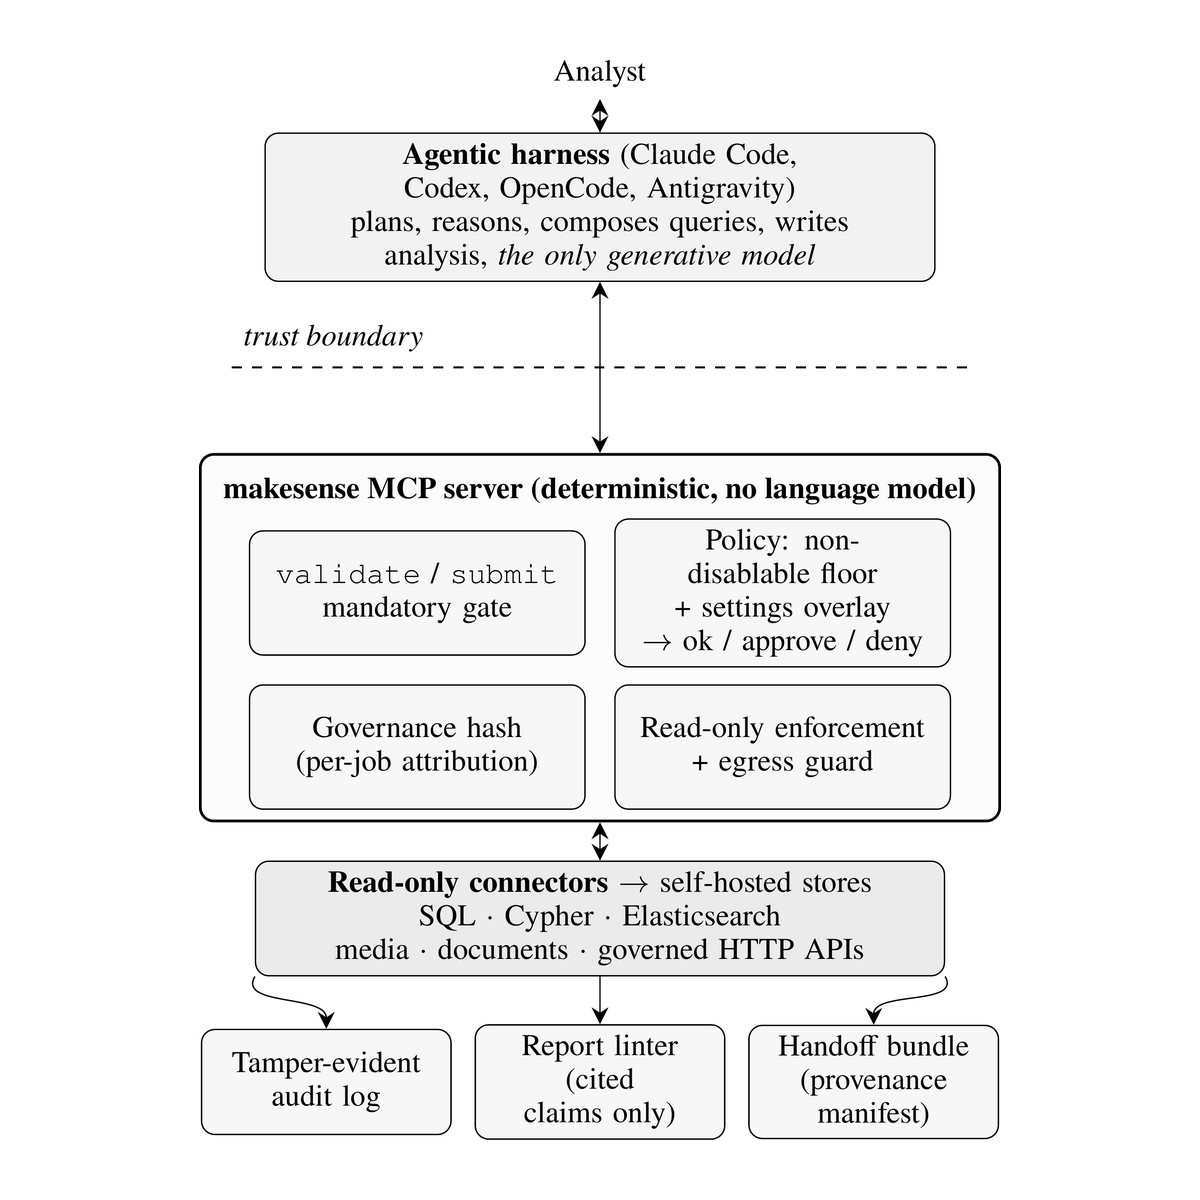 Analyst
Agentic harness (Claude Code,
Codex, OpenCode, Antigravity)
plans, reasons, composes queries, writes
analysis, the only generative model
trust boundary
makesense MCP server (deterministic, no language model)
validate / submit
mandatory gate
Policy: non-
disablable floor
+ settings overlay
→ ok / approve / deny
Governance hash
(per-job attribution)
Read-only enforcement
+ egress guard
Read-only connectors → self-hosted stores
SQL · Cypher · Elasticsearch
media · documents · governed HTTP APIs
Tamper-evident
audit log
Report linter
(cited
claims only)
Handoff bundle
(provenance
manifest)